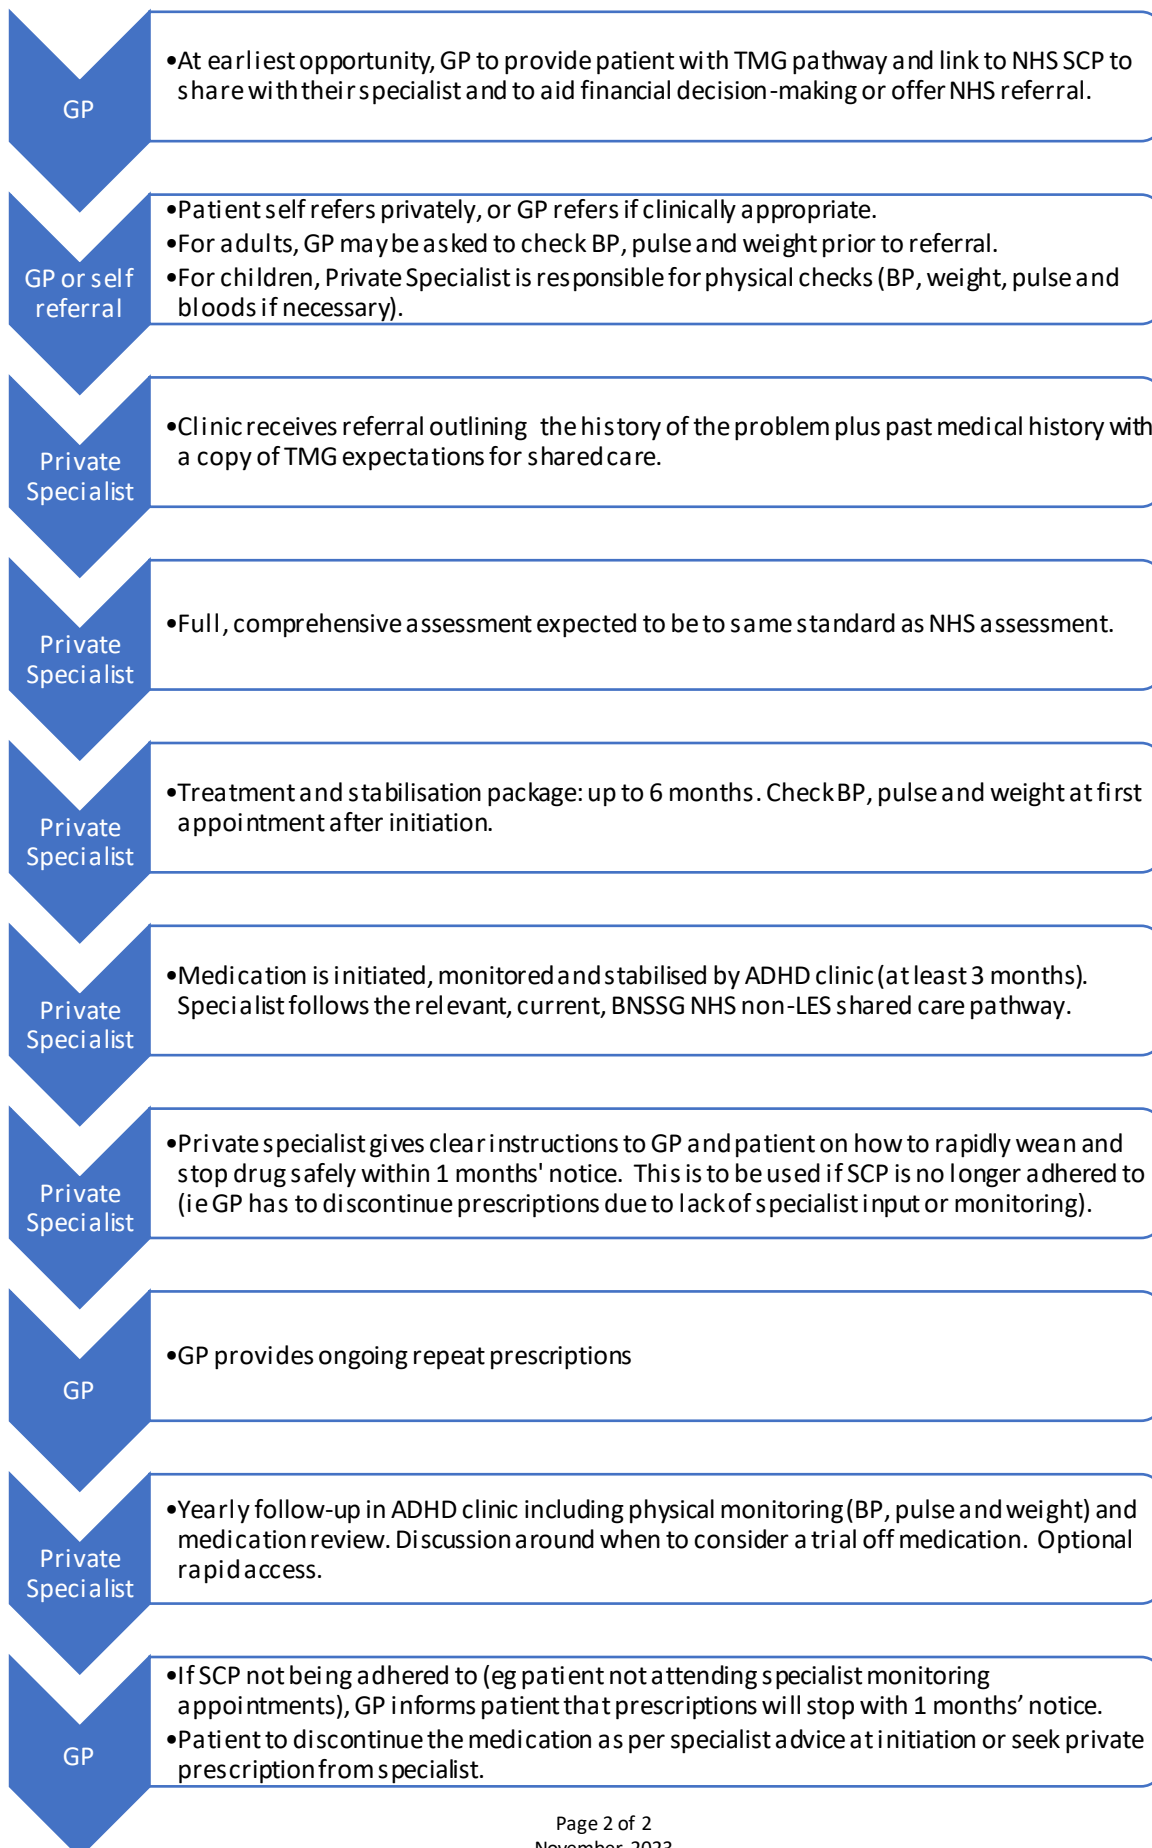 GP
•At earliest opportunity, GP to provide patient with TMG pathway and link to NHS SCP to
share with their specialist and to aid financial decision-making or offer NHS referral.
GP or self
referral
•Patient self refers privately, or GP refers if clinically appropriate.
•For adults, GP may be asked to check BP, pulse and weight prior to referral.
•For children, Private Specialist is responsible for physical checks (BP, weight, pulse and
bloods if necessary).
Private
Specialist
•Clinic receives referral outlining the history of the problem plus past medical history with
a copy of TMG expectations for shared care.
Private
Specialist
•Full, comprehensive assessment expected to be to same standard as NHS assessment.
Private
Specialist
•Treatment and stabilisation package: up to 6 months. Check BP, pulse and weight at first
appointment after initiation.
Private
Specialist
•Medication is initiated, monitored and stabilised by ADHD clinic (at least 3 months).
Specialist follows the relevant, current, BNSSG NHS non-LES shared care pathway.
Private
Specialist
•Private specialist gives clear instructions to GP and patient on how to rapidly wean and
stop drug safely within 1 months' notice. This is to be used if SCP is no longer adhered to
(ie GP has to discontinue prescriptions due to lack of specialist input or monitoring).
GP
•GP provides ongoing repeat prescriptions
Private
Specialist
•Yearly follow-up in ADHD clinic including physical monitoring (BP, pulse and weight) and
medication review. Discussion around when to consider a trial off medication. Optional
rapid access.
GP
•If SCP not being adhered to (eg patient not attending specialist monitoring
appointments), GP informs patient that prescriptions will stop with 1 months’ notice.
•Patient to discontinue the medication as per specialist advice at initiation or seek private
prescription from specialist.
Page 2 of 2
November 2023